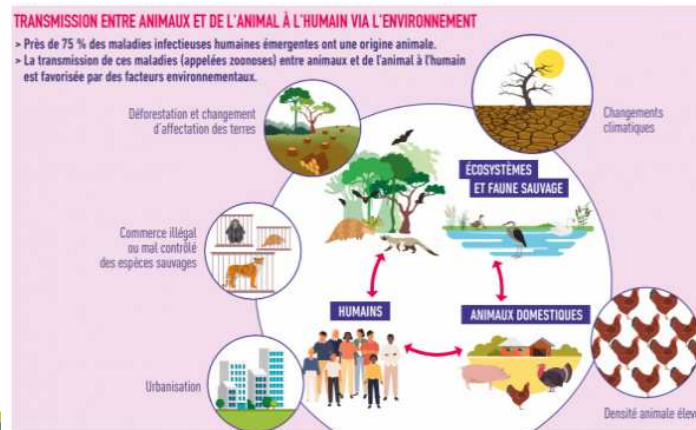 TRANSMISSION ENTRE ANIMAUX ET DE L'ANIMAL À L'HUMAIN VIA L'ENVIRONNEMENT
> Près de 75 % des maladies infectieuses humaines émergentes ont une origine animale.
> La transmission de ces maladies (appelées zoonoses) entre animaux et de l'animal à l'humain
est favorisée par des facteurs environnementaux.
Déforestation et changement
d'affectation des terres
Changements
climatiques
ÉCOSYSTÈMES
ET FAUNE SAUVAGE
Commerce illégal
ou mal contrôlé
des espèces sauvages
HUMAINS
ANIMAUX DOMESTIQUES
Urbanisation
Densité animale élev